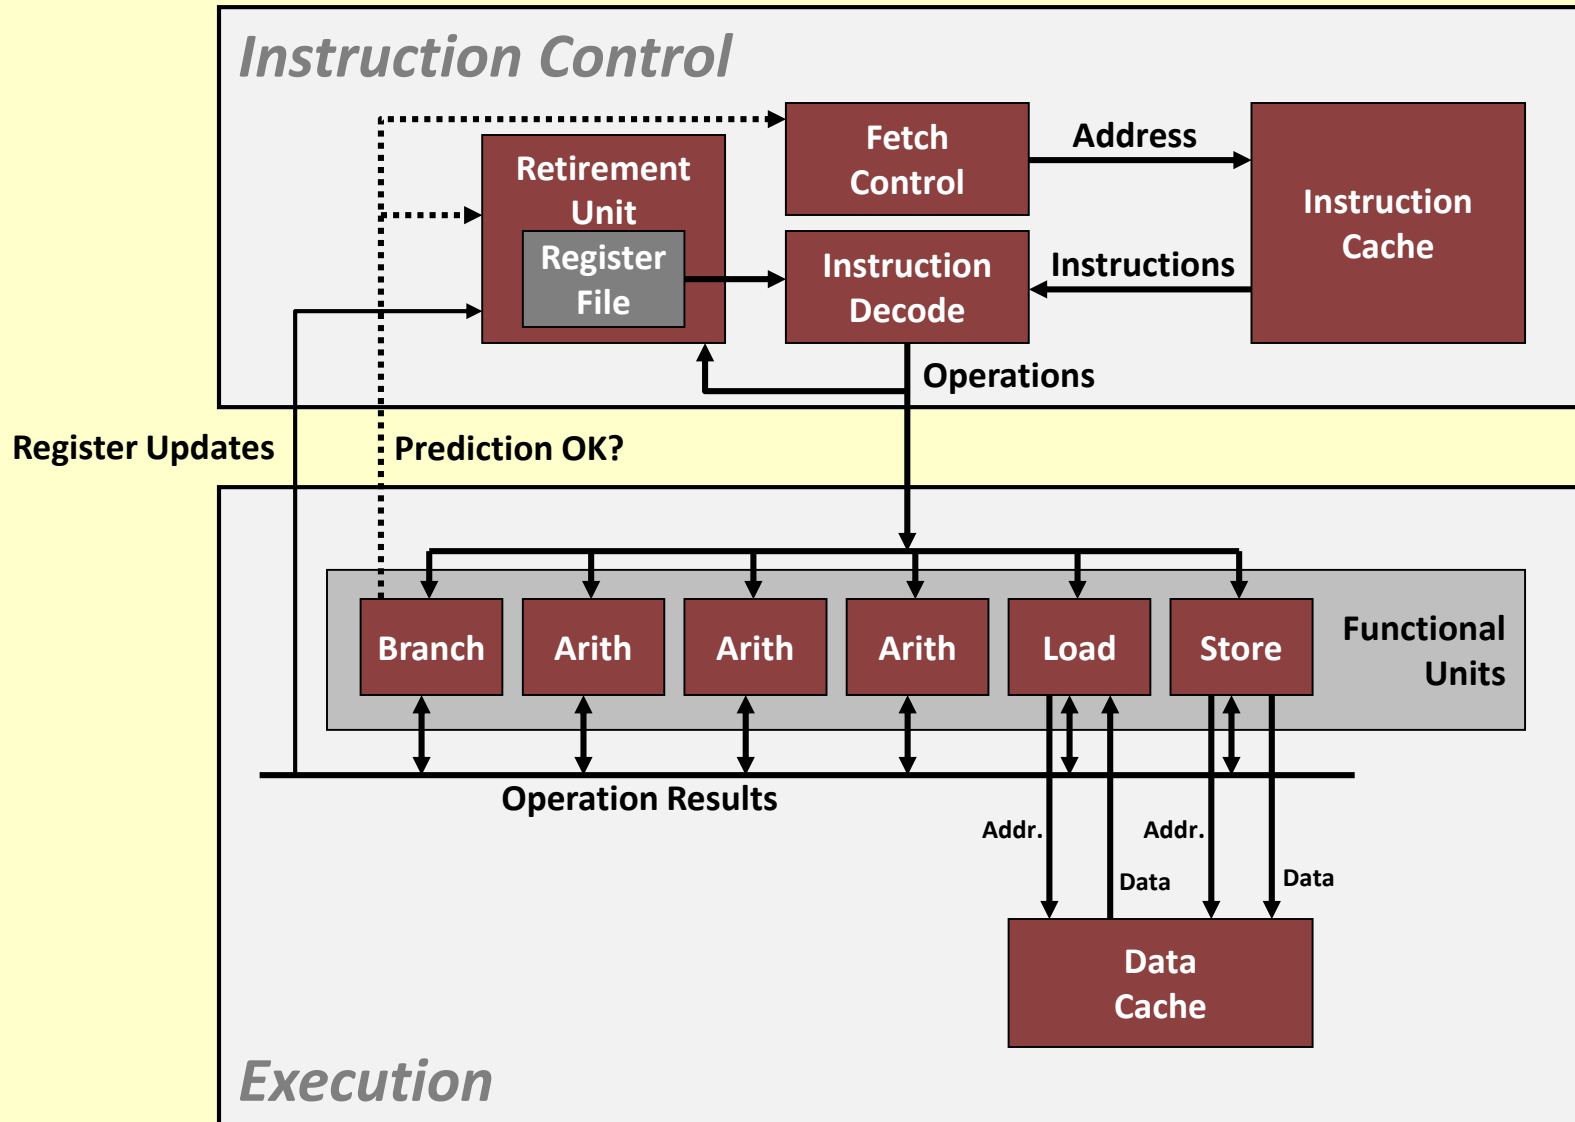 Instruction Control
Fetch
Control
Address
Instruction
Cache
Retirement
Unit
Register
File
Instruction
Decode
Instructions
Operations
Register Updates
Prediction OK?
Branch
Arith
Arith
Arith
Load
Store
Functional
Units
Operation Results
Addr.
Addr.
Data
Data
Data
Cache
Execution